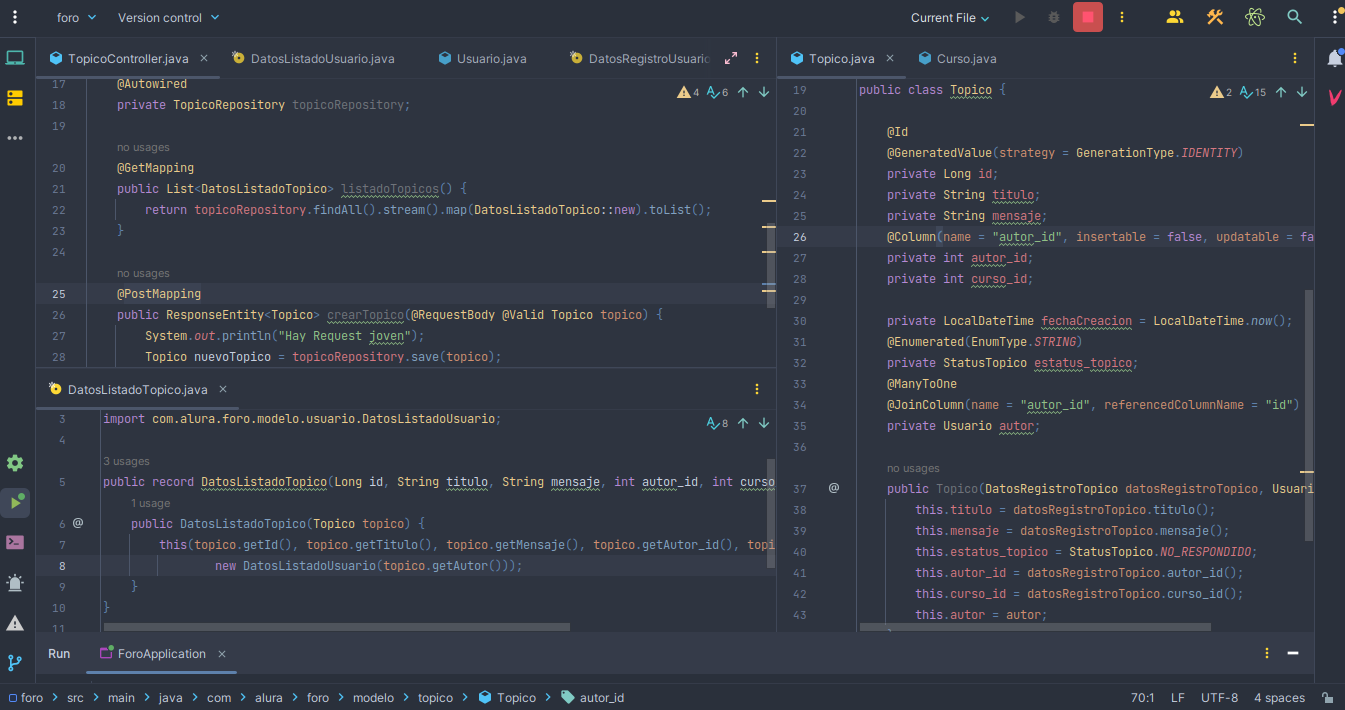 foro
Version control
Current File
TopicoController.java
DatosListadoUsuario.java
Usuario.java
DatosRegistroUsuario
4 6
17 @Autowired
18 private TopicoRepository topicoRepository;
19
no usages
20 @GetMapping
21 public List<DatosListadoTopico> listadoTopicos() {
22 return topicoRepository.findAll().stream().map(DatosListadoTopico::new).toList();
23 }
24
no usages
25 @PostMapping
26 public ResponseEntity<Topico> crearTopico(@RequestBody @Valid Topico topico) {
27 System.out.println("Hay Request joven");
28 Topico nuevoTopico = topicoRepository.save(topico);
DatosListadoTopico.java
8
3 import com.alura.foro.modelo.usuario.DatosListadoUsuario;
4
3 usages
5 public record DatosListadoTopico(Long id, String titulo, String mensaje, int autor_id, int curso
1 usage
6 @ public DatosListadoTopico(Topico topico) {
7 this(topico.getId(), topico.getTitulo(), topico.getMensaje(), topico.getAutor_id(), topi
8 new DatosListadoUsuario(topico.getAutor()));
9 }
10 }
11
Topico.java
Curso.java
2 15
19 public class Topico {
20
21 @Id
22 @GeneratedValue(strategy = GenerationType.IDENTITY)
23 private Long id;
24 private String titulo;
25 private String mensaje;
26 @Column(name = "autor_id", insertable = false, updatable = fa
27 private int autor_id;
28 private int curso_id;
29
30 private LocalDateTime fechaCreacion = LocalDateTime.now();
31 @Enumerated(EnumType.STRING)
32 private StatusTopico estatus_topico;
33 @ManyToOne
34 @JoinColumn(name = "autor_id", referencedColumnName = "id")
35 private Usuario autor;
36
no usages
37 @ public Topico(DatosRegistroTopico datosRegistroTopico, Usuari
38 this.titulo = datosRegistroTopico.titulo();
39 this.mensaje = datosRegistroTopico.mensaje();
40 this.estatus_topico = StatusTopico.NO_RESPONDIDO;
41 this.autor_id = datosRegistroTopico.autor_id();
42 this.curso_id = datosRegistroTopico.curso_id();
43 this.autor = autor;
Run
ForoApplication
foro > src > main > java > com > alura > foro > modelo > topico > Topico > autor_id
70:1 LF UTF-8 4 spaces